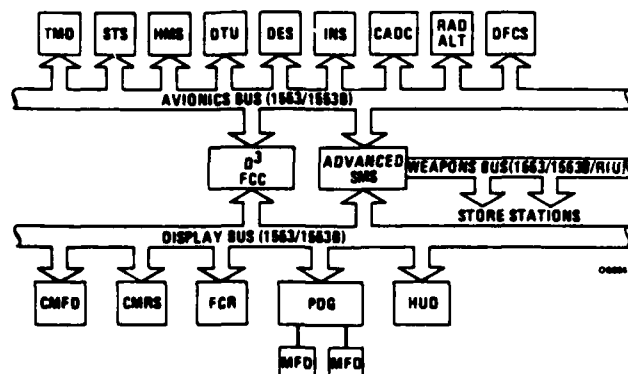 TMD STS HMS DTU DES INS CADC RAD ALT DFCS
AVIONICS BUS (1553/1553B)
D³ FCC
ADVANCED SMS
WEAPONS BUS (1553/1553B/RIU)
STORE STATIONS
DISPLAY BUS (1553/1553B)
CMFD CMRS FCR PDG HUD
MFD MFD